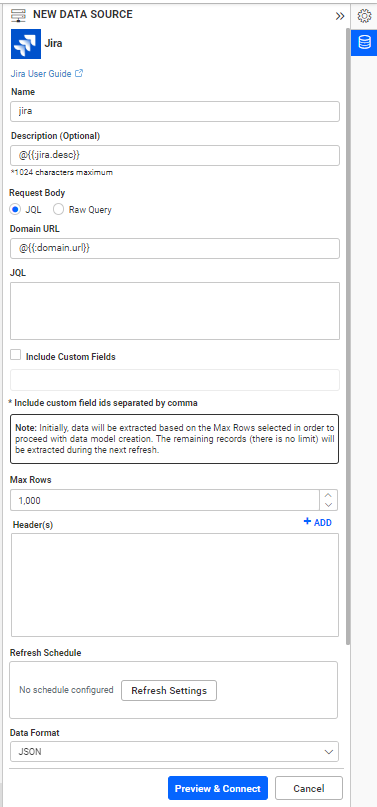 NEW DATA SOURCE
Jira
Jira User Guide
Name
jira
Description (Optional)
@{{:jira.desc}}
*1024 characters maximum
Request Body
JQL Raw Query
Domain URL
@{{:domain.url}}
JQL
Include Custom Fields
* Include custom field ids separated by comma
Note: Initially, data will be extracted based on the Max Rows selected in order to
proceed with data model creation. The remaining records (there is no limit) will
be extracted during the next refresh.
Max Rows
1,000
Header(s) + ADD
Refresh Schedule
No schedule configured Refresh Settings
Data Format
JSON
Preview & Connect Cancel